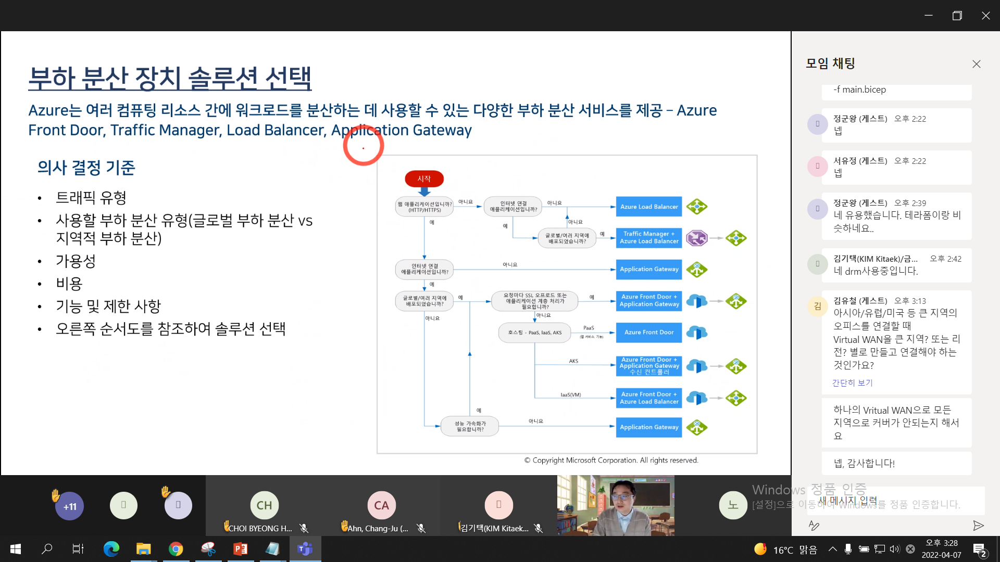 부하 분산 장치 솔루션 선택
Azure는 여러 컴퓨팅 리소스 간에 워크로드를 분산하는 데 사용할 수 있는 다양한 부하 분산 서비스를 제공 – Azure
Front Door, Traffic Manager, Load Balancer, Application Gateway
의사 결정 기준
• 트래픽 유형
• 사용할 부하 분산 유형(글로벌 부하 분산 vs
지역적 부하 분산)
• 가용성
• 비용
• 기능 및 제한 사항
• 오른쪽 순서도를 참조하여 솔루션 선택
시작
웹 애플리케이션입니까?
(HTTP/HTTPS)
아니요
인터넷 연결
애플리케이션입니까?
아니요
Azure Load Balancer
예
예
아니요
글로벌/여러 지역에
배포되었습니까?
예
Traffic Manager +
Azure Load Balancer
인터넷 연결
애플리케이션입니까?
아니요
Application Gateway
예
글로벌/여러 지역에
배포되었습니까?
예
요청마다 SSL 오프로드 또는
애플리케이션 계층 처리가
필요합니까?
예
Azure Front Door +
Application Gateway
아니요
아니요
호스팅 - PaaS, IaaS, AKS
PaaS
(앱 서비스, 기능)
Azure Front Door
AKS
Azure Front Door +
Application Gateway
수신 컨트롤러
IaaS(VM)
Azure Front Door +
Azure Load Balancer
예
성능 가속화가
필요합니까?
아니요
Application Gateway
© Copyright Microsoft Corporation. All rights reserved.
모임 채팅
-f main.bicep
정군왕 (게스트) 오후 2:22
넵
서유정 (게스트) 오후 2:22
넵
정군왕 (게스트) 오후 2:39
네 유용했습니다. 테라폼이랑 비
슷하네요..
김기택(KIM Kitaek)/금... 오후 2:42
네 drm사용중입니다.
김
김유철 (게스트) 오후 3:13
아시아/유럽/미국 등 큰 지역의
오피스를 연결할 때
Virtual WAN을 큰 지역? 또는 리
전? 별로 만들고 연결해야 하는
것인가요?
간단히 보기
하나의 Vritual WAN으로 모든
지역으로 커버가 안되는지 해서
요
넵, 감사합니다!
새 메시지 입력
Windows 정품 인증
[설정]으로 이동하여 Windows를 정품 인증합니다.
+11
CH
CHOI BYEONG H...
CA
Ahn, Chang-Ju (...
김기택(KIM Kitaek...
노
16°C 맑음
오후 3:28
2022-04-07
2